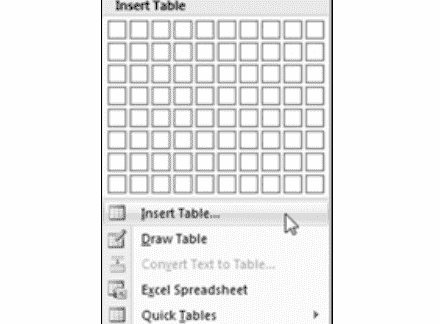 Insert Table
Insert Table...
Draw Table
Convert Text to Table...
Excel Spreadsheet
Quick Tables